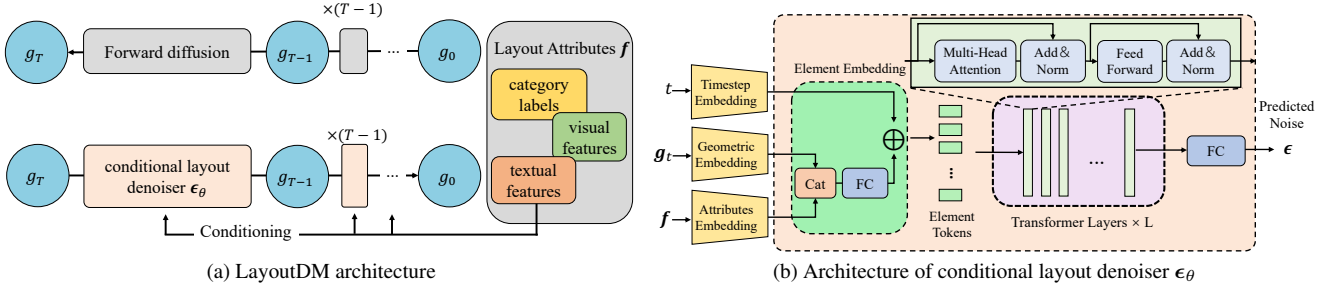 ×(T−1)
g_T
Forward diffusion
g_{T−1}
...
g_0
×(T−1)
g_T
conditional layout
denoiser ϵ_θ
g_{T−1}
...
g_0
Conditioning
Layout Attributes f
category
labels
visual
features
textual
features
(a) LayoutDM architecture
t
Timestep
Embedding
g_t
Geometric
Embedding
f
Attributes
Embedding
Element Embedding
Cat
FC
Element
Tokens
Multi-Head
Attention
Add&
Norm
Feed
Forward
Add&
Norm
...
Transformer Layers × L
FC
Predicted
Noise
ϵ
(b) Architecture of conditional layout denoiser ϵ_θ